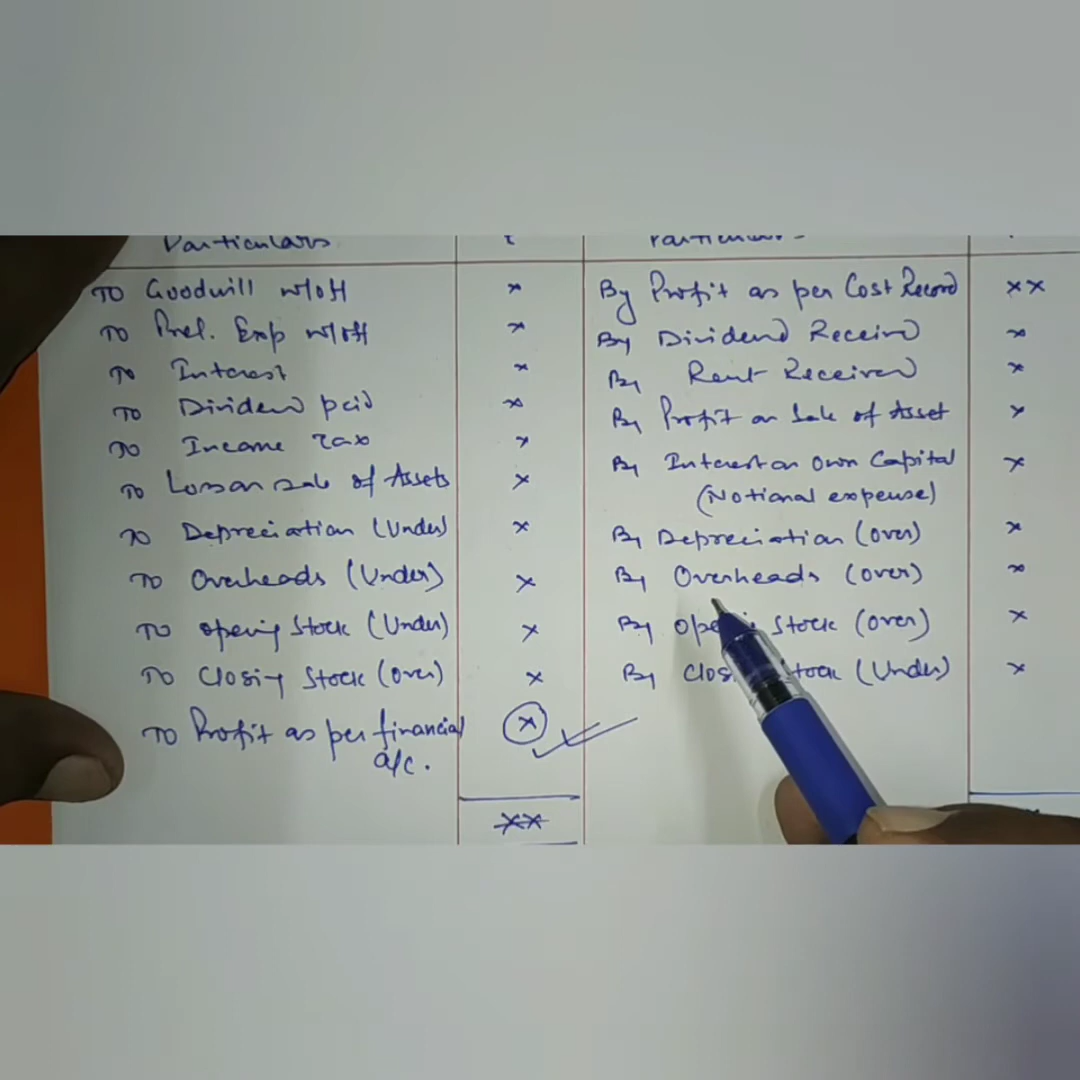 Particulars ₹ Particulars
To Goodwill w/off × By Profit as per Cost Record ××
To Prel. Exp w/off × By Dividend Received ×
To Interest × By Rent Received ×
To Dividend paid × By Profit on Sale of Asset ×
To Income Tax × By Interest on Own Capital ×
(Notional expense)
To Loss on sale of Assets ×
To Depreciation (Under) × By Depreciation (Over) ×
To Overheads (Under) × By Overheads (over) ×
To opening Stock (Under) × By Stock (over) ×
To Closing Stock (over) × By (Under) ×
To Profit as per financial ×
a/c.
××